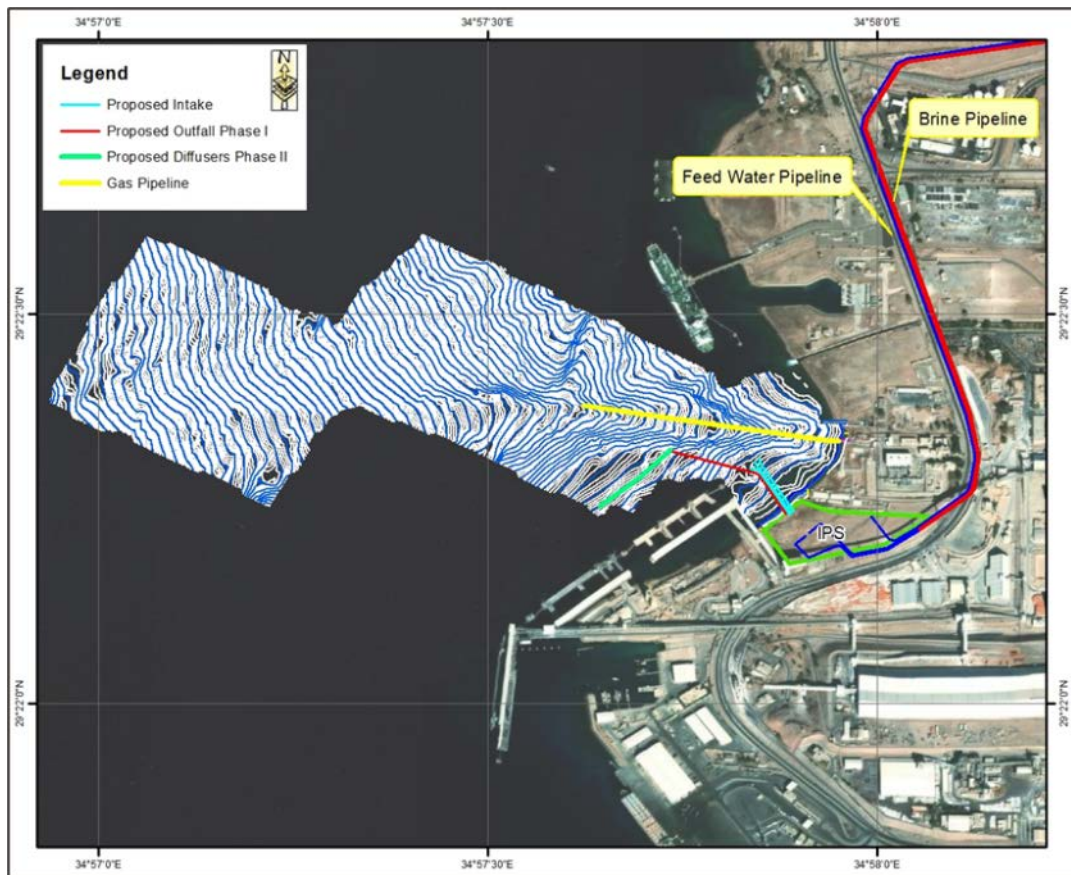 34°57'0"E
34°57'30"E
34°58'0"E
Legend
N
Proposed Intake
Proposed Outfall Phase I
Proposed Diffusers Phase II
Gas Pipeline
Brine Pipeline
Feed Water Pipeline
29°22'30"N
29°22'30"N
IPS
29°22'0"N
29°22'0"N
34°57'0"E
34°57'30"E
34°58'0"E